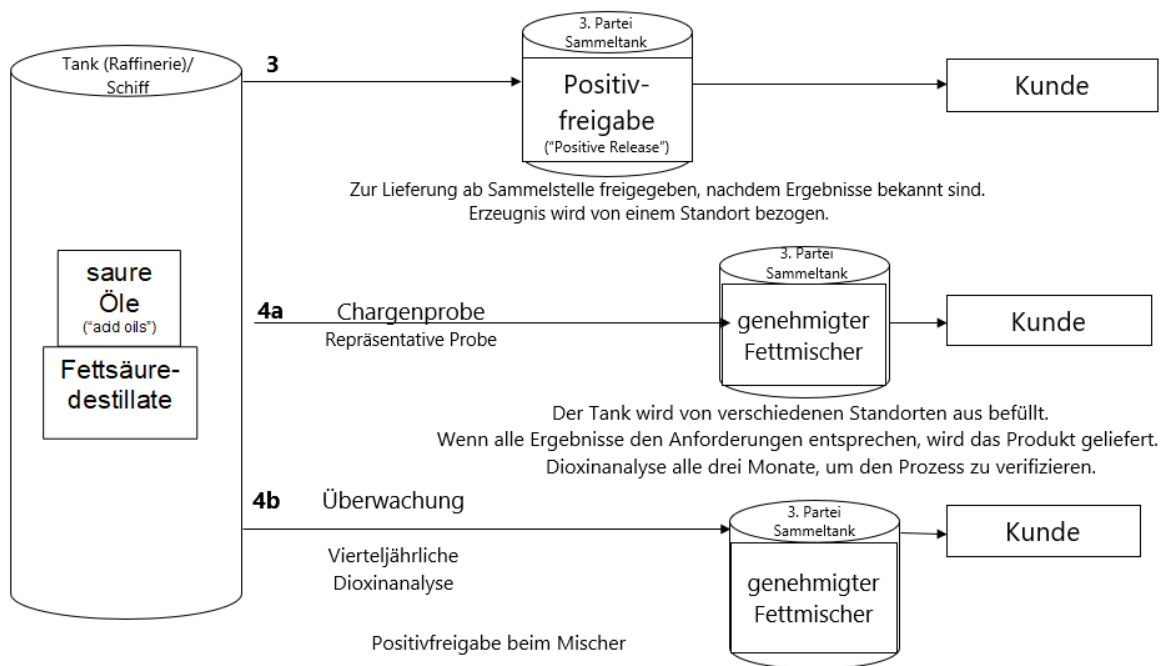 Tank (Raffinerie)/
Schiff
3
3. Partei
Sammeltank
Positiv-
freigabe
("Positive Release")
Kunde
Zur Lieferung ab Sammelstelle freigegeben, nachdem Ergebnisse bekannt sind.
Erzeugnis wird von einem Standort bezogen.
saure
Öle
("acid oils")
Fettsäure-
destillate
4a
Chargenprobe
Repräsentative Probe
3. Partei
Sammeltank
genehmigter
Fettmischer
Kunde
Der Tank wird von verschiedenen Standorten aus befüllt.
Wenn alle Ergebnisse den Anforderungen entsprechen, wird das Produkt geliefert.
Dioxinanalyse alle drei Monate, um den Prozess zu verifizieren.
4b
Überwachung
Vierteljährliche
Dioxinanalyse
3. Partei
Sammeltank
genehmigter
Fettmischer
Kunde
Positivfreigabe beim Mischer